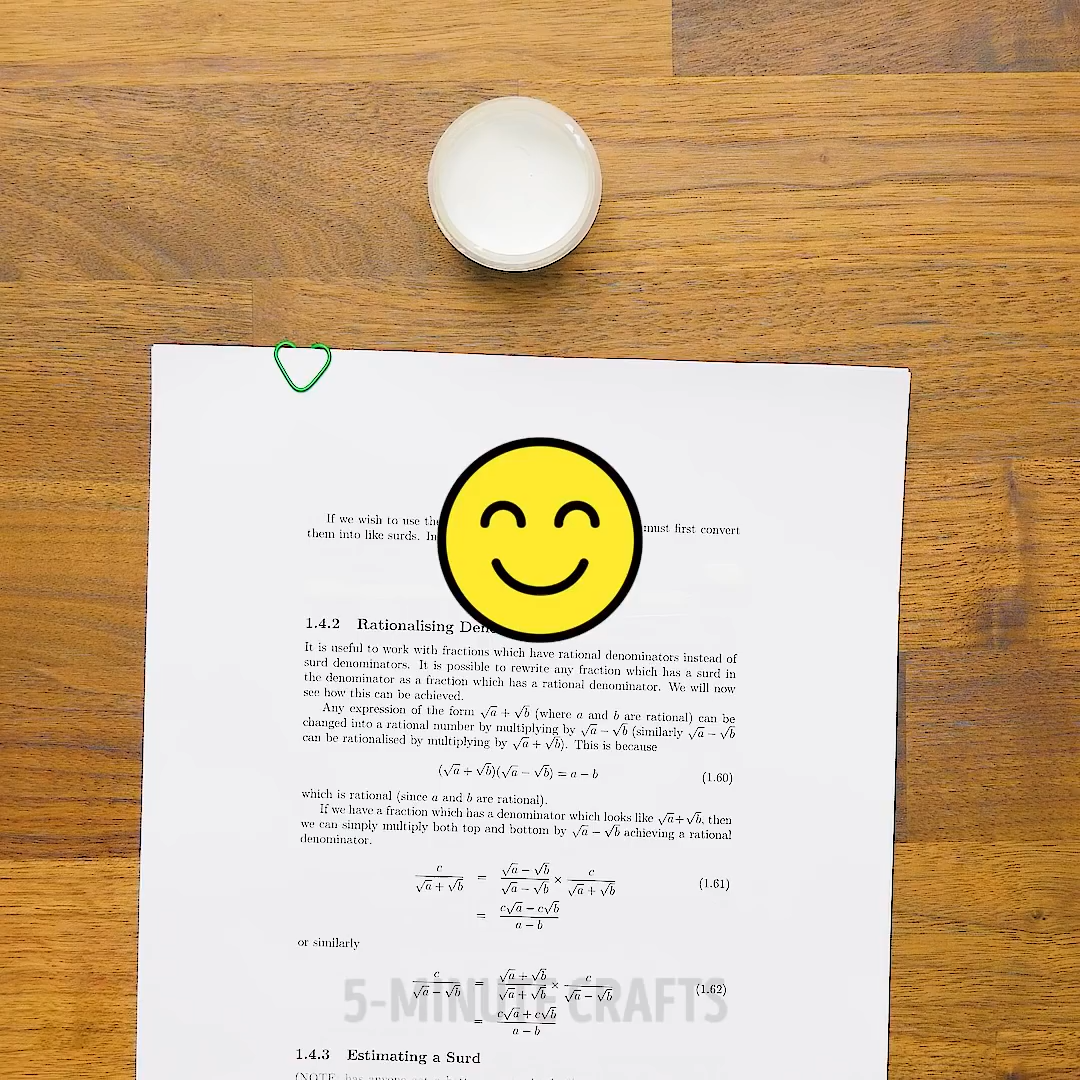 If we wish to use the must first convert
them into like surds. In
1.4.2 Rationalising Den
It is useful to work with fractions which have rational denominators instead of
surd denominators. It is possible to rewrite any fraction which has a surd in
the denominator as a fraction which has a rational denominator. We will now
see how this can be achieved.
Any expression of the form √a + √b (where a and b are rational) can be
changed into a rational number by multiplying by √a − √b (similarly √a − √b
can be rationalised by multiplying by √a + √b). This is because
(√a + √b)(√a − √b) = a − b (1.60)
which is rational (since a and b are rational).
If we have a fraction which has a denominator which looks like √a+√b, then
we can simply multiply both top and bottom by √a − √b achieving a rational
denominator.
c/(√a + √b) = (√a − √b)/(√a − √b) × c/(√a + √b) (1.61)
= (c√a − c√b)/(a − b)
or similarly
c/(√a − √b) = (√a + √b)/(√a + √b) × c/(√a − √b) (1.62)
5-MINUTE CRAFTS
= (c√a + c√b)/(a − b)
1.4.3 Estimating a Surd
(NOTE: has anyone